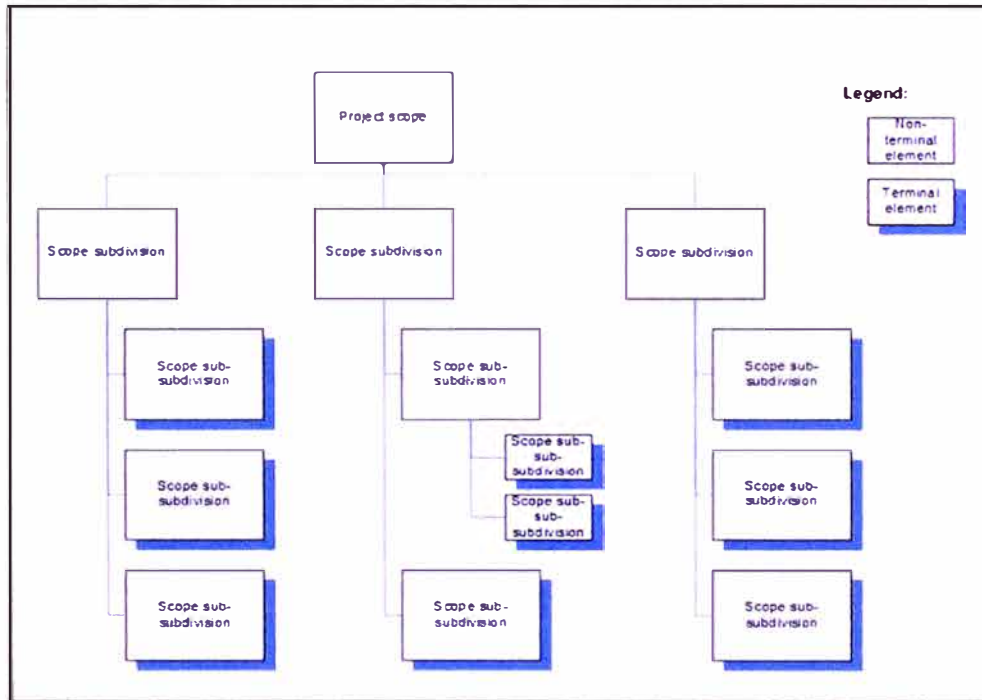 Project scope
Legend:
Non-
terminal
element
Terminal
element
Scope subdivision
Scope subdivision
Scope subdivision
Scope sub-
subdivision
Scope sub-
subdivision
Scope sub-
subdivision
Scope sub-
subdivision
Scope sub-
sub-
subdivision
Scope sub-
sub-
subdivision
Scope sub-
subdivision
Scope sub-
subdivision
Scope sub-
subdivision
Scope sub-
subdivision